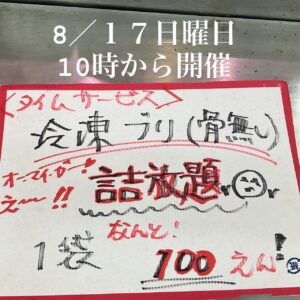 8／１７日曜日
10時から開催
〈タイムサービス〉
冷凍ブリ(骨無し)
オーマイガー!
えー!!
詰放題
なんと!
1袋 100えん!